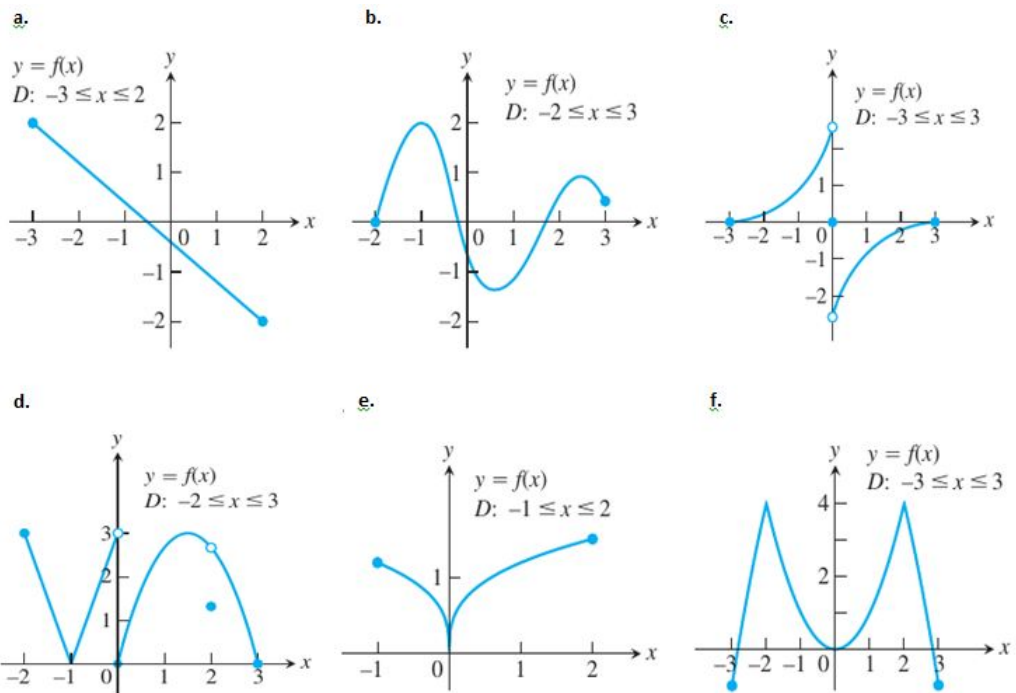 a.
y = f(x)
D: −3 ≤ x ≤ 2
y
2
1
−3 −2 −1 0 1 2 x
−1
−2
b.
y
y = f(x)
D: −2 ≤ x ≤ 3
2
1
−2 −1 0 1 2 3 x
−1
−2
c.
y
y = f(x)
D: −3 ≤ x ≤ 3
1
−3 −2 −1 0 1 2 3 x
−1
−2
d.
y
y = f(x)
D: −2 ≤ x ≤ 3
3
2
1
−2 −1 0 1 2 3 x
e.
y
y = f(x)
D: −1 ≤ x ≤ 2
1
−1 0 1 2 x
f.
y
y = f(x)
D: −3 ≤ x ≤ 3
4
2
−3 −2 −1 0 1 2 3 x